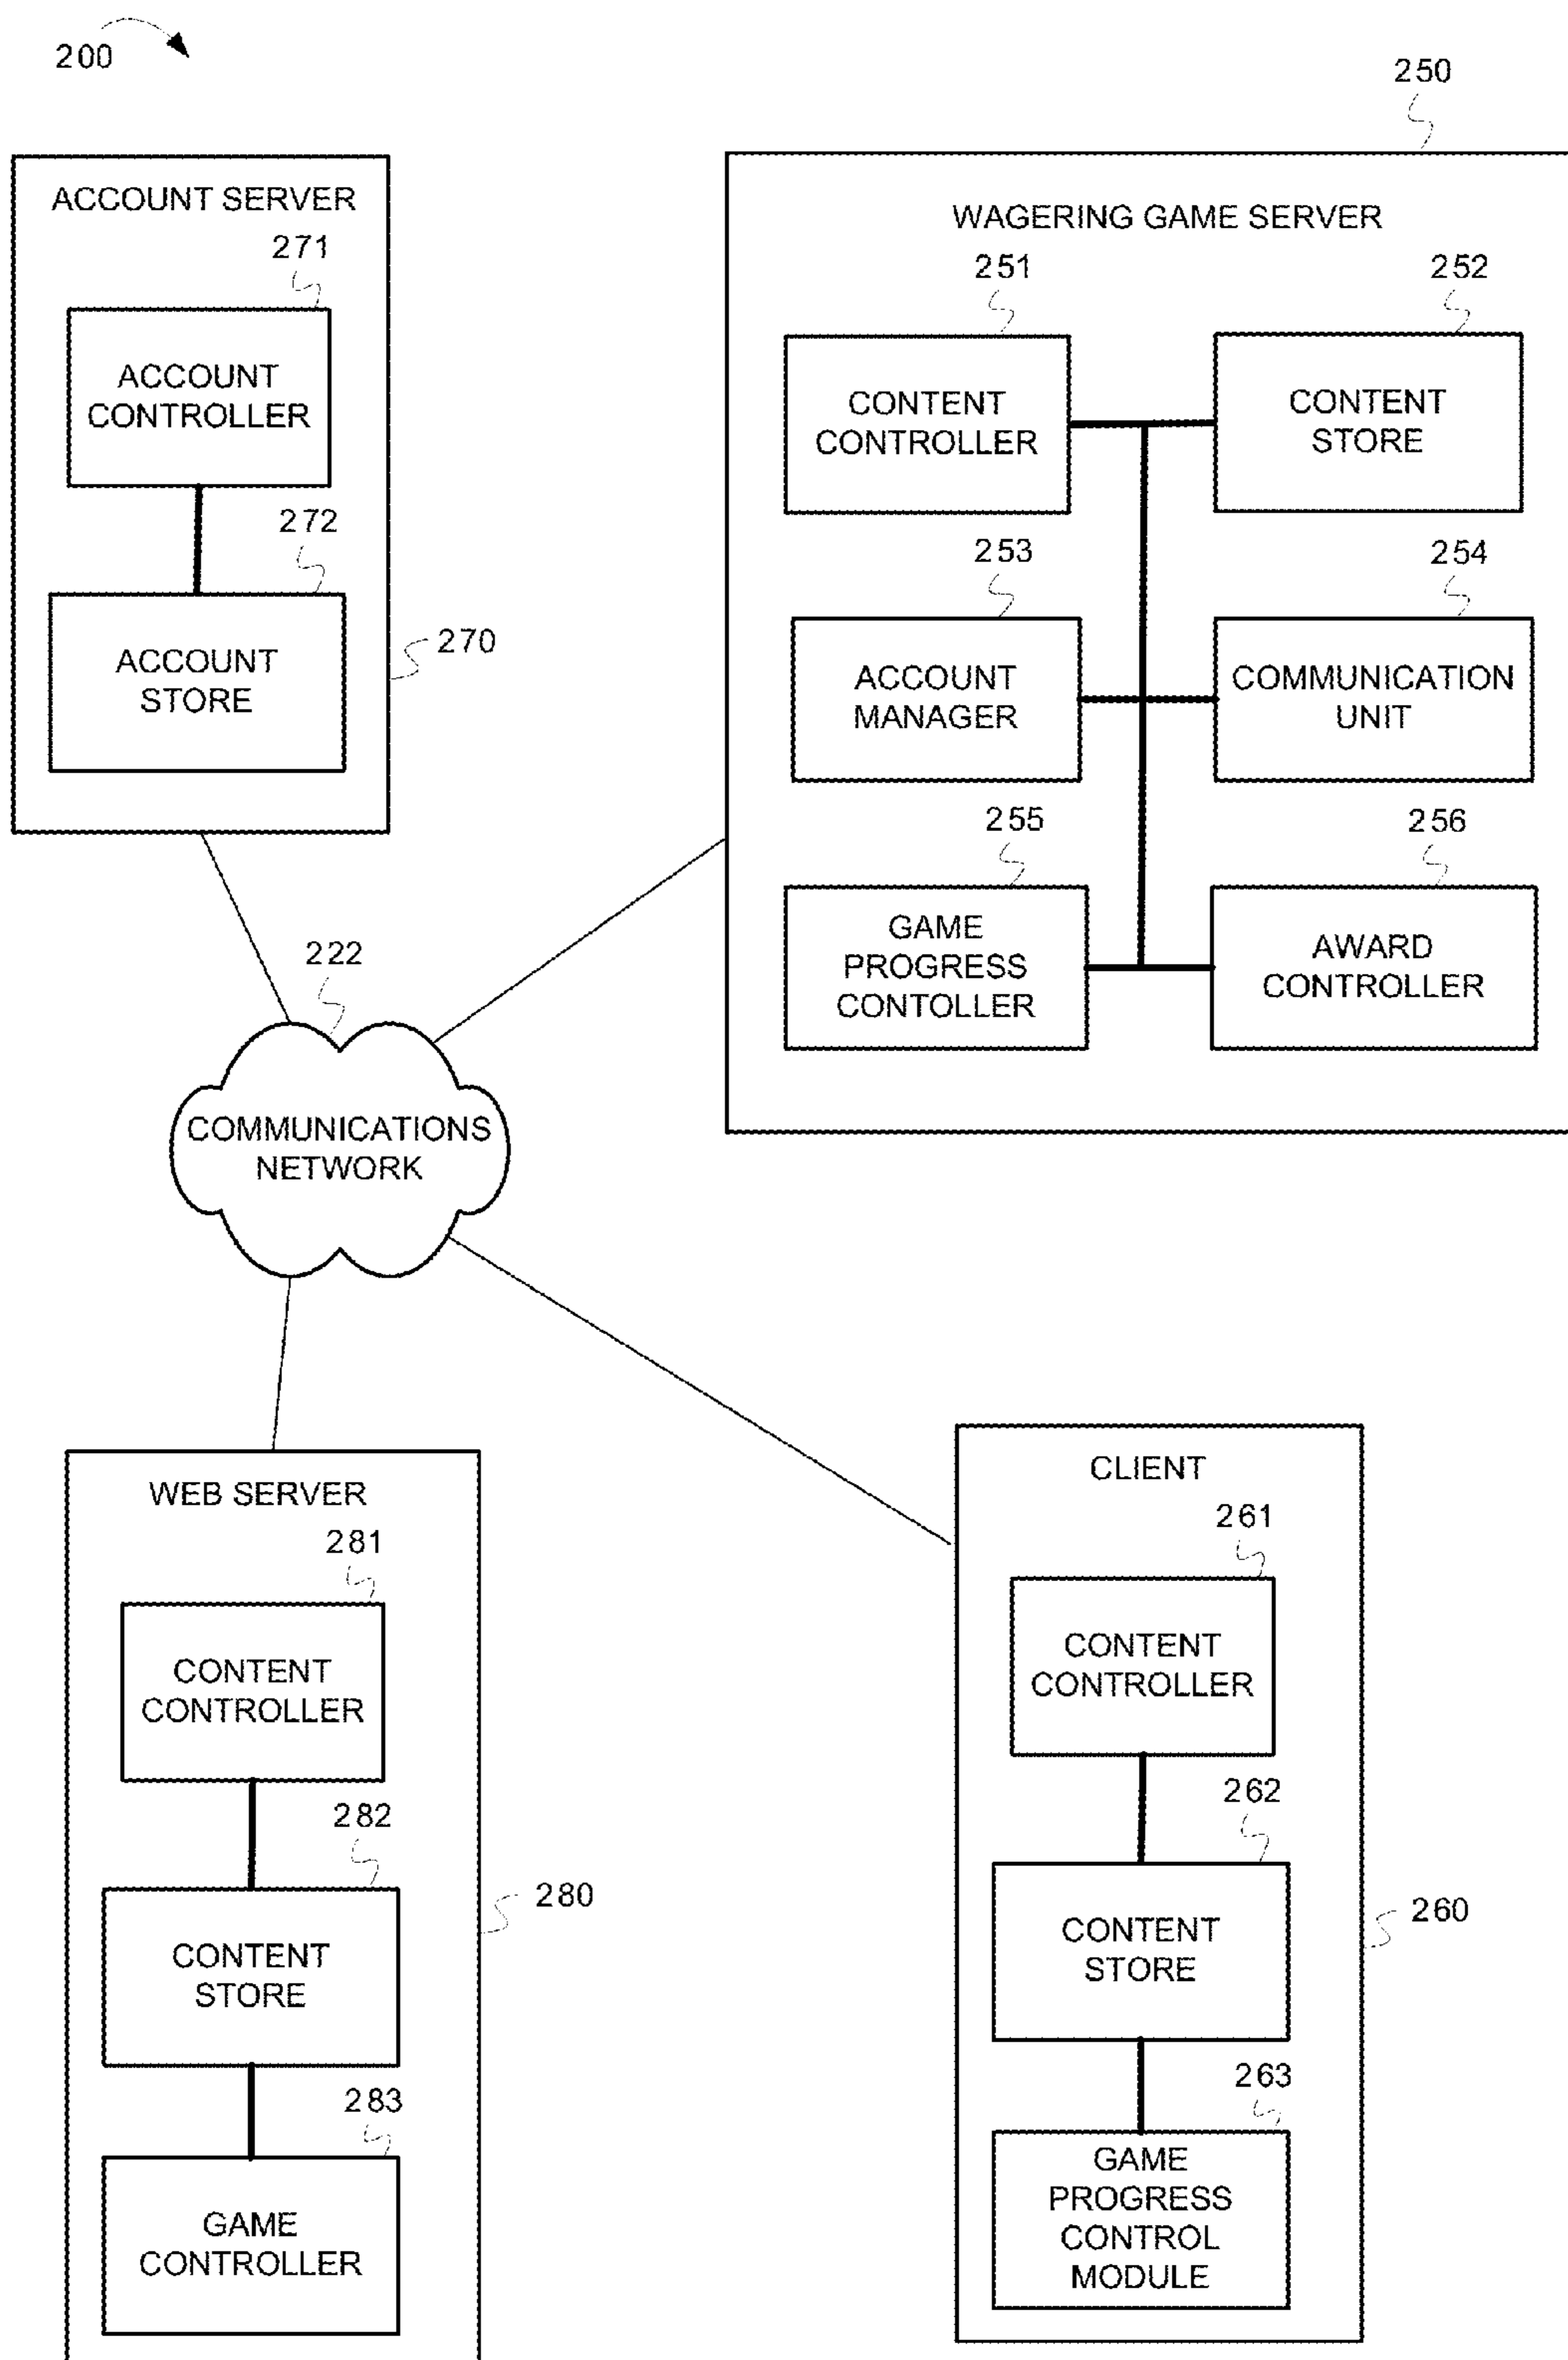 200
250
ACCOUNT SERVER
271
ACCOUNT
CONTROLLER
272
ACCOUNT
STORE
270
WAGERING GAME SERVER
251
252
CONTENT
CONTROLLER
CONTENT
STORE
253
254
ACCOUNT
MANAGER
COMMUNICATION
UNIT
255
256
GAME
PROGRESS
CONTOLLER
AWARD
CONTROLLER
222
COMMUNICATIONS
NETWORK
WEB SERVER
281
CONTENT
CONTROLLER
282
CONTENT
STORE
280
283
GAME
CONTROLLER
CLIENT
261
CONTENT
CONTROLLER
262
CONTENT
STORE
260
263
GAME
PROGRESS
CONTROL
MODULE